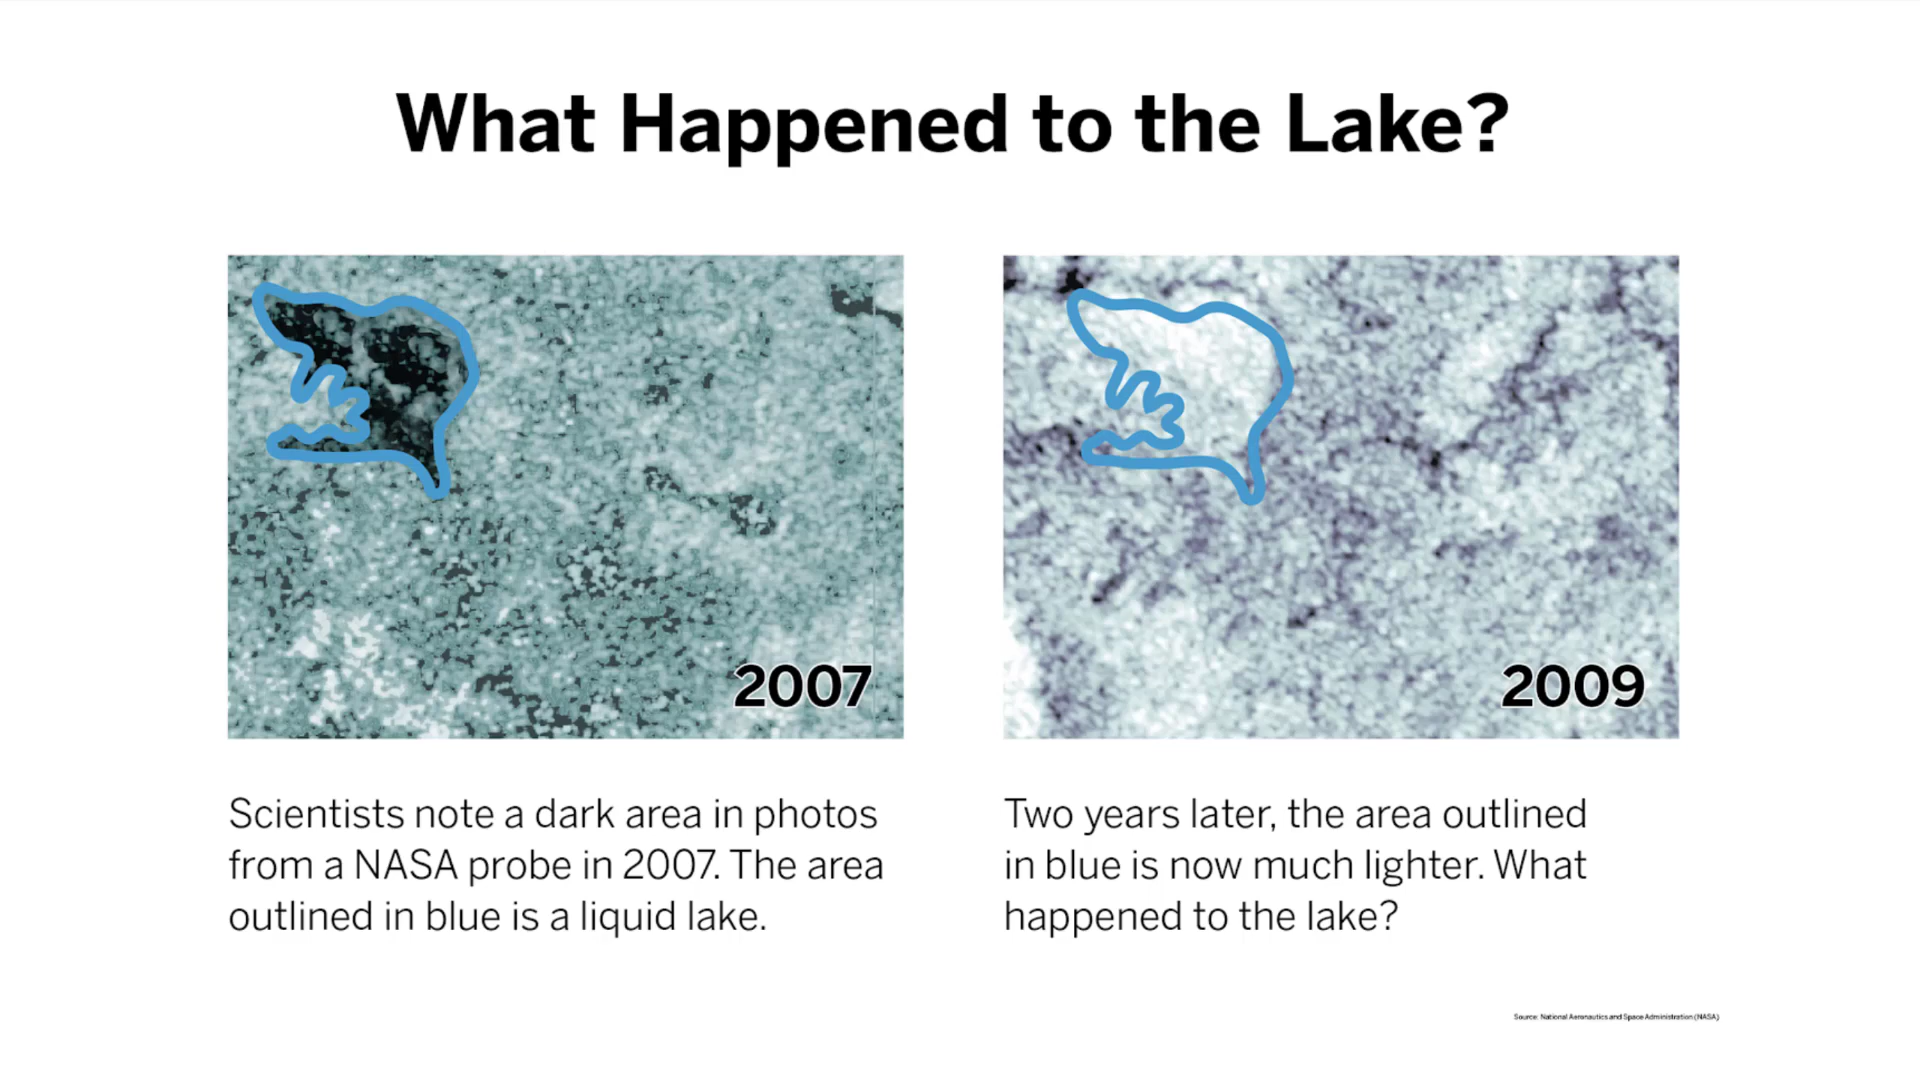 What Happened to the Lake?
2007
2009
Scientists note a dark area in photos
from a NASA probe in 2007. The area
outlined in blue is a liquid lake.
Two years later, the area outlined
in blue is now much lighter. What
happened to the lake?
Source: National Aeronautics and Space Administration (NASA)